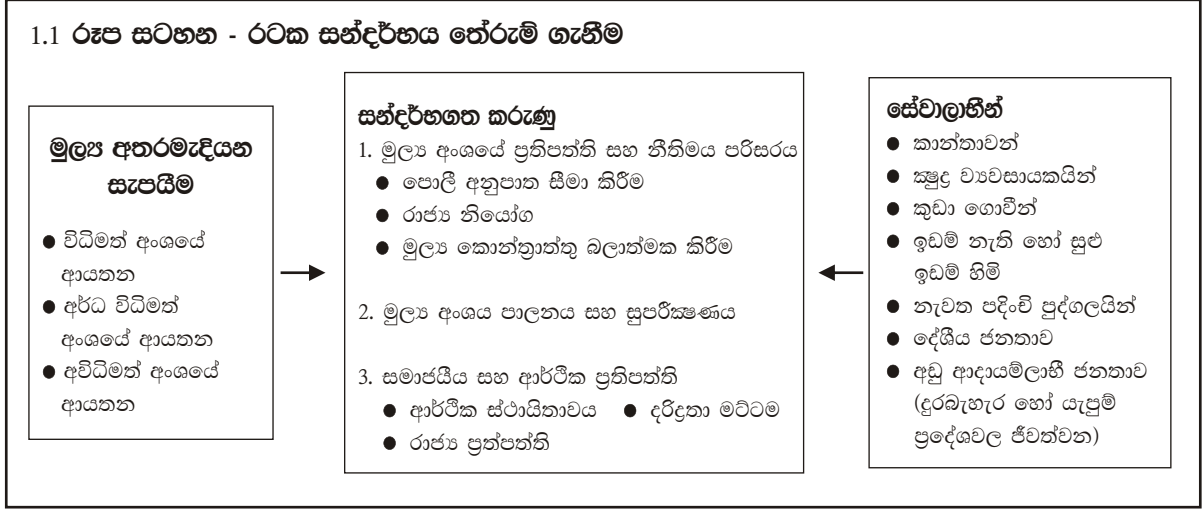 1.1 රූප සටහන - රටක සන්දර්භය තේරුම් ගැනීම
මූල්‍ය අතරමැදියන
සැපයීම
● විධිමත් අංශයේ
ආයතන
● අර්ධ විධිමත්
අංශයේ ආයතන
● අවිධිමත් අංශයේ
ආයතන
සන්දර්භගත කරුණු
1. මූල්‍ය අංශයේ ප්‍රතිපත්ති සහ නීතිමය පරිසරය
● පොලී අනුපාත සීමා කිරීම
● රාජ්‍ය නියෝග
● මූල්‍ය කොන්ත්‍රාත්තු බලාත්මක කිරීම
2. මූල්‍ය අංශය පාලනය සහ සුපරීක්‍ෂණය
3. සමාජයීය සහ ආර්ථික ප්‍රතිපත්ති
● ආර්ථික ස්ථායිතාවය ● දරිද්‍රතා මට්ටම
● රාජ්‍ය ප්‍රත්පත්ති
සේවාලාභීන්
● කාන්තාවන්
● ක්‍ෂුද්‍ර ව්‍යවසායකයින්
● කුඩා ගොවීන්
● ඉඩම් නැති හෝ සුළු
ඉඩම් හිමි
● නැවත පදිංචි පුද්ගලයින්
● දේශීය ජනතාව
● අඩු ආදායම්ලාභී ජනතාව
(දුරබැහැර හෝ යැපුම්
ප්‍රදේශවල ජීවත්වන)